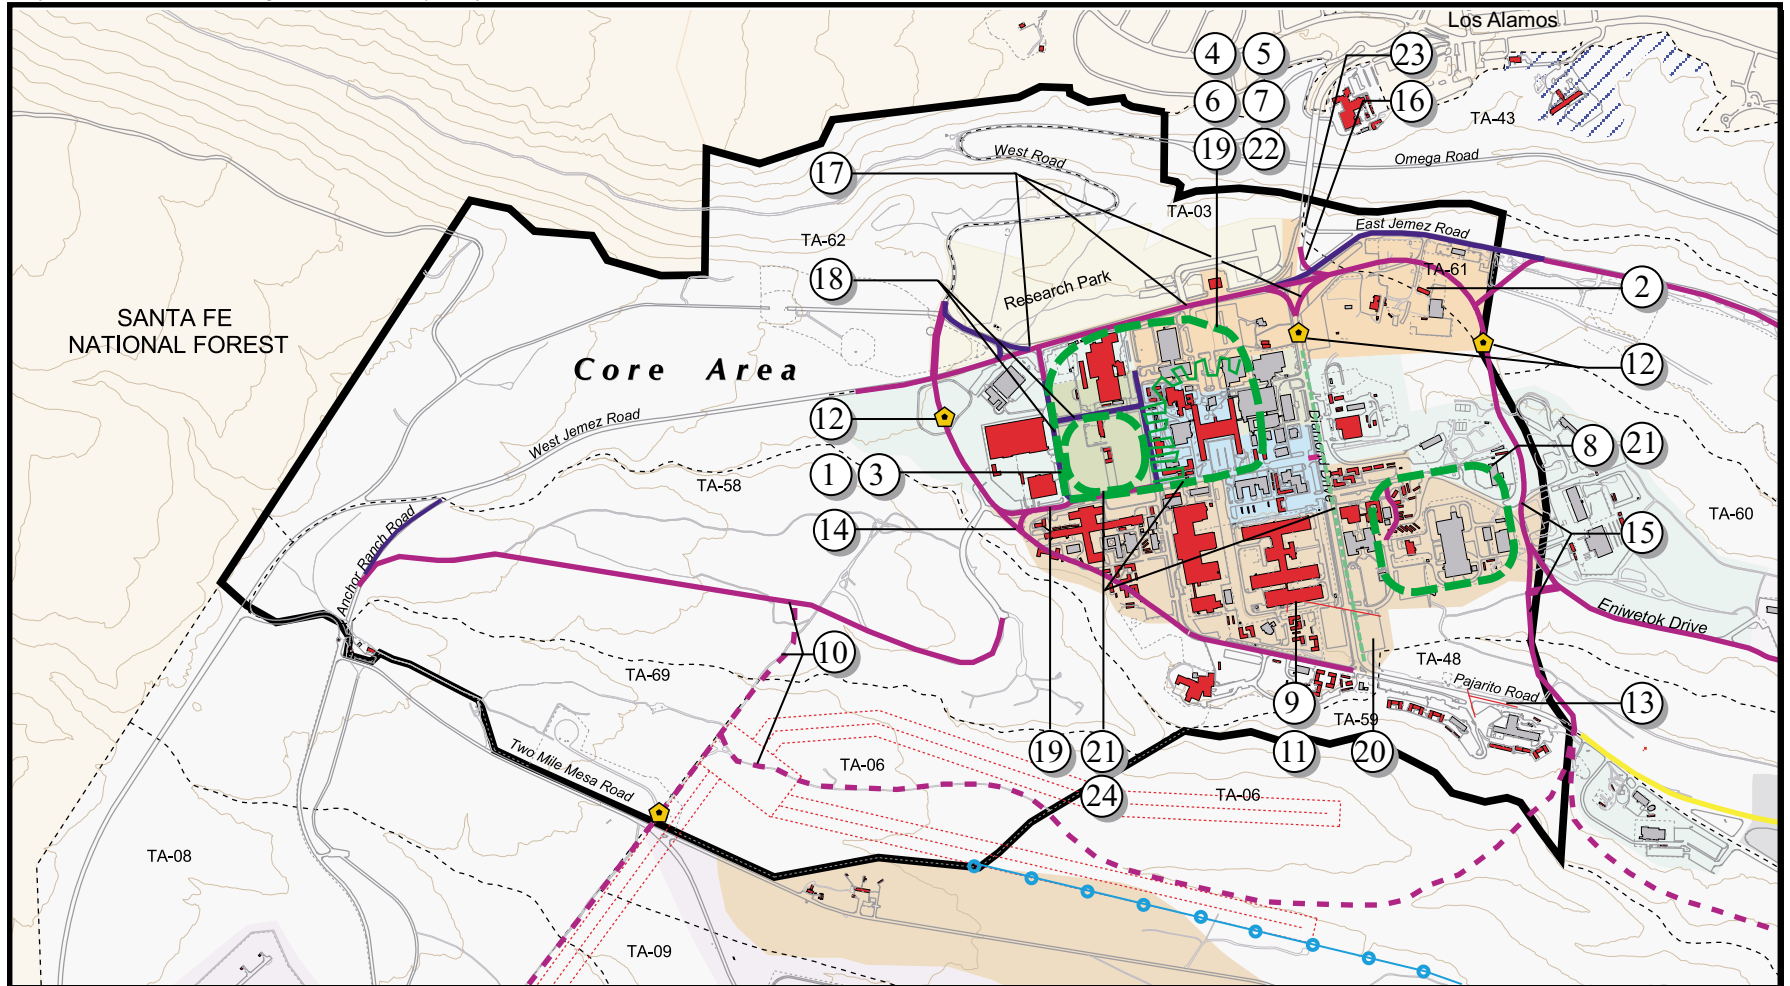 Los Alamos
4 5
23
6 7
16
TA-43
19 22
West Road
Omega Road
17
TA-03
East Jemez Road
TA-62
TA-61
18
Research Park
2
SANTA FE
NATIONAL FOREST
Core Area
12
12
West Jemez Road
Diamond Drive
8 21
1 3
TA-58
14
Anchor Ranch Road
15
TA-60
Eniwetok Drive
10
TA-69
TA-48
Pajarito Road
9
13
TA-59
Two Mile Mesa Road
19
21
11
20
TA-06
24
TA-06
TA-08
TA-09